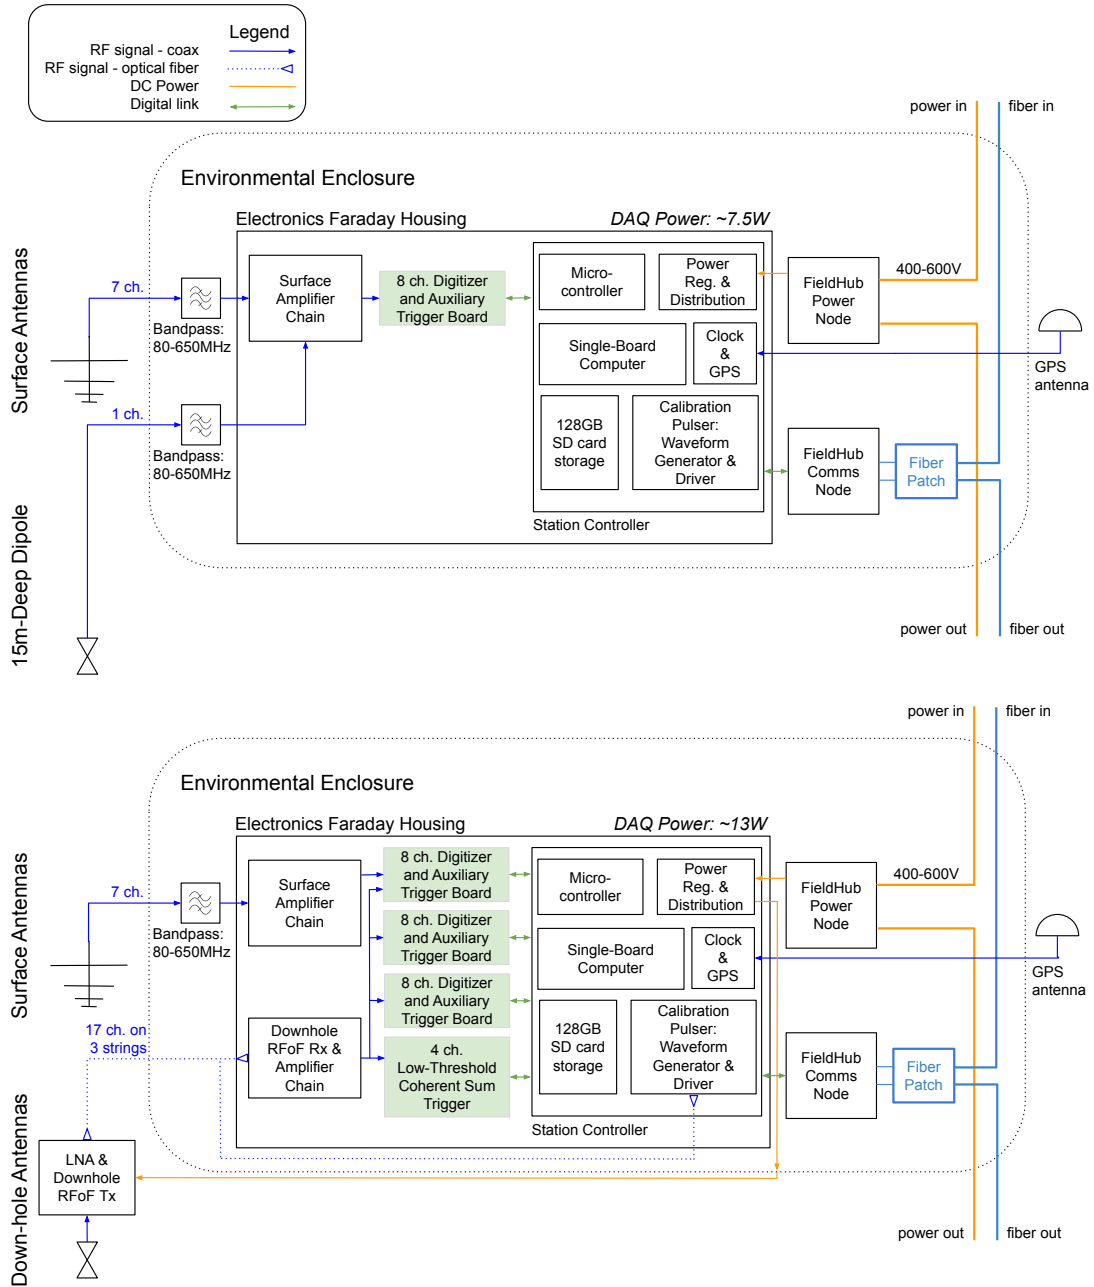 Legend
RF signal - coax
RF signal - optical fiber
DC Power
Digital link
power in
fiber in
Environmental Enclosure
Electronics Faraday Housing
DAQ Power: ~7.5W
Surface Antennas
7 ch.
Bandpass:
80-650MHz
Surface
Amplifier
Chain
8 ch. Digitizer
and Auxiliary
Trigger Board
Micro-
controller
Power
Reg. &
Distribution
FieldHub
Power
Node
400-600V
Single-Board
Computer
Clock
&
GPS
GPS
antenna
1 ch.
Bandpass:
80-650MHz
128GB
SD card
storage
Calibration
Pulser:
Waveform
Generator &
Driver
FieldHub
Comms
Node
Fiber
Patch
Station Controller
15m-Deep Dipole
power out
fiber out
power in
fiber in
Environmental Enclosure
Electronics Faraday Housing
DAQ Power: ~13W
Surface Antennas
7 ch.
Bandpass:
80-650MHz
Surface
Amplifier
Chain
8 ch. Digitizer
and Auxiliary
Trigger Board
8 ch. Digitizer
and Auxiliary
Trigger Board
8 ch. Digitizer
and Auxiliary
Trigger Board
4 ch.
Low-Threshold
Coherent Sum
Trigger
Micro-
controller
Power
Reg. &
Distribution
FieldHub
Power
Node
400-600V
Single-Board
Computer
Clock
&
GPS
GPS
antenna
17 ch. on
3 strings
Downhole
RFoF Rx &
Amplifier
Chain
128GB
SD card
storage
Calibration
Pulser:
Waveform
Generator &
Driver
FieldHub
Comms
Node
Fiber
Patch
Station Controller
Down-hole Antennas
LNA &
Downhole
RFoF Tx
power out
fiber out